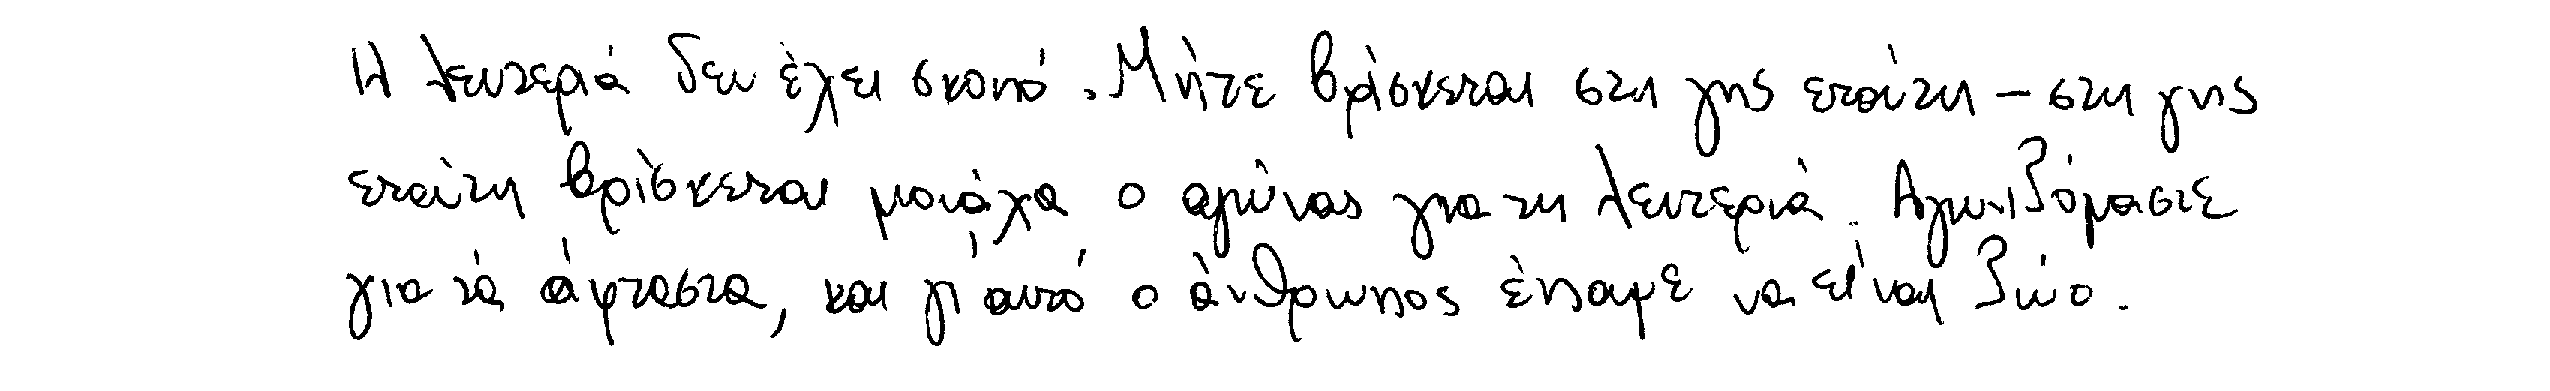 Η λευτεριά δεν έχει σκοπό. Μήτε βρίσκεται στη γης ετούτη – στη γης
ετούτη βρίσκεται μονάχα ο αγώνας για τη λευτεριά. Αγωνιζόμαστε
για τά άφταστα, και γι' αυτό ο άνθρωπος έπαψε να είναι ζώο.